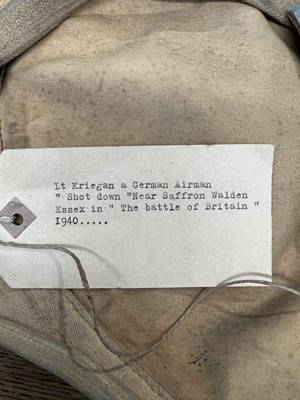 Lt Kriegan a German Airman
" Shot down "Near Saffron Walden
Essex in " The battle of Britain "
1940.....